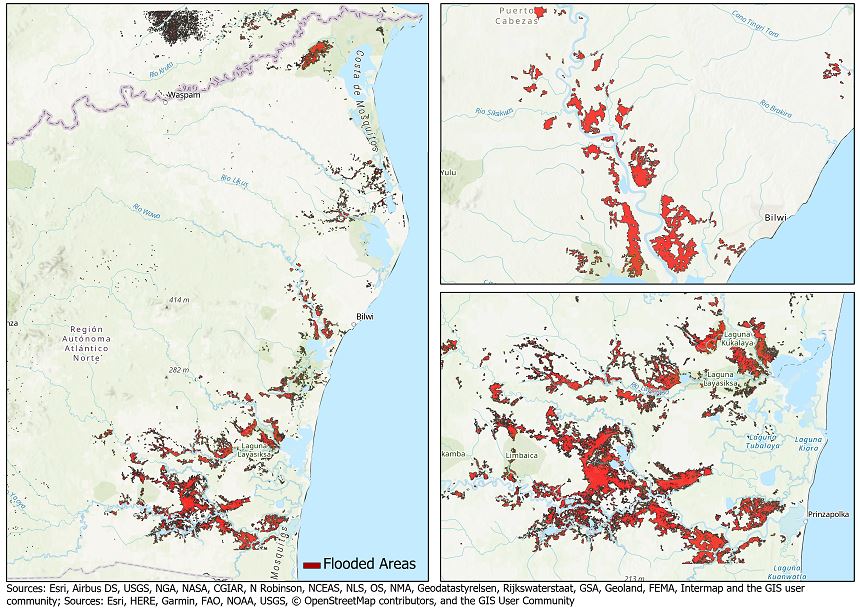 Río Kruta
Waspam
Costa de Mosquitos
Río Likus
Río Wawa
414 m
Bilwi
Región
Autónoma
Atlántico
Norte
282 m
nza
Laguna
Layasiksa
Mosquitos
Flooded Areas
Puerto
Cabezas
Caño Tingni Tara
Río Sikskuas
Río Brakira
Yulu
Bilwi
Laguna
Kukalaya
Laguna
Layasiksa
Limbaica
kamba
Laguna
Tubalaya
Laguna
Kiara
Prinzapolka
213 m
Laguna
Kuanwatla
Sources: Esri, Airbus DS, USGS, NGA, NASA, CGIAR, N Robinson, NCEAS, NLS, OS, NMA, Geodatastyrelsen, Rijkswaterstaat, GSA, Geoland, FEMA, Intermap and the GIS user
community; Sources: Esri, HERE, Garmin, FAO, NOAA, USGS, © OpenStreetMap contributors, and the GIS User Community